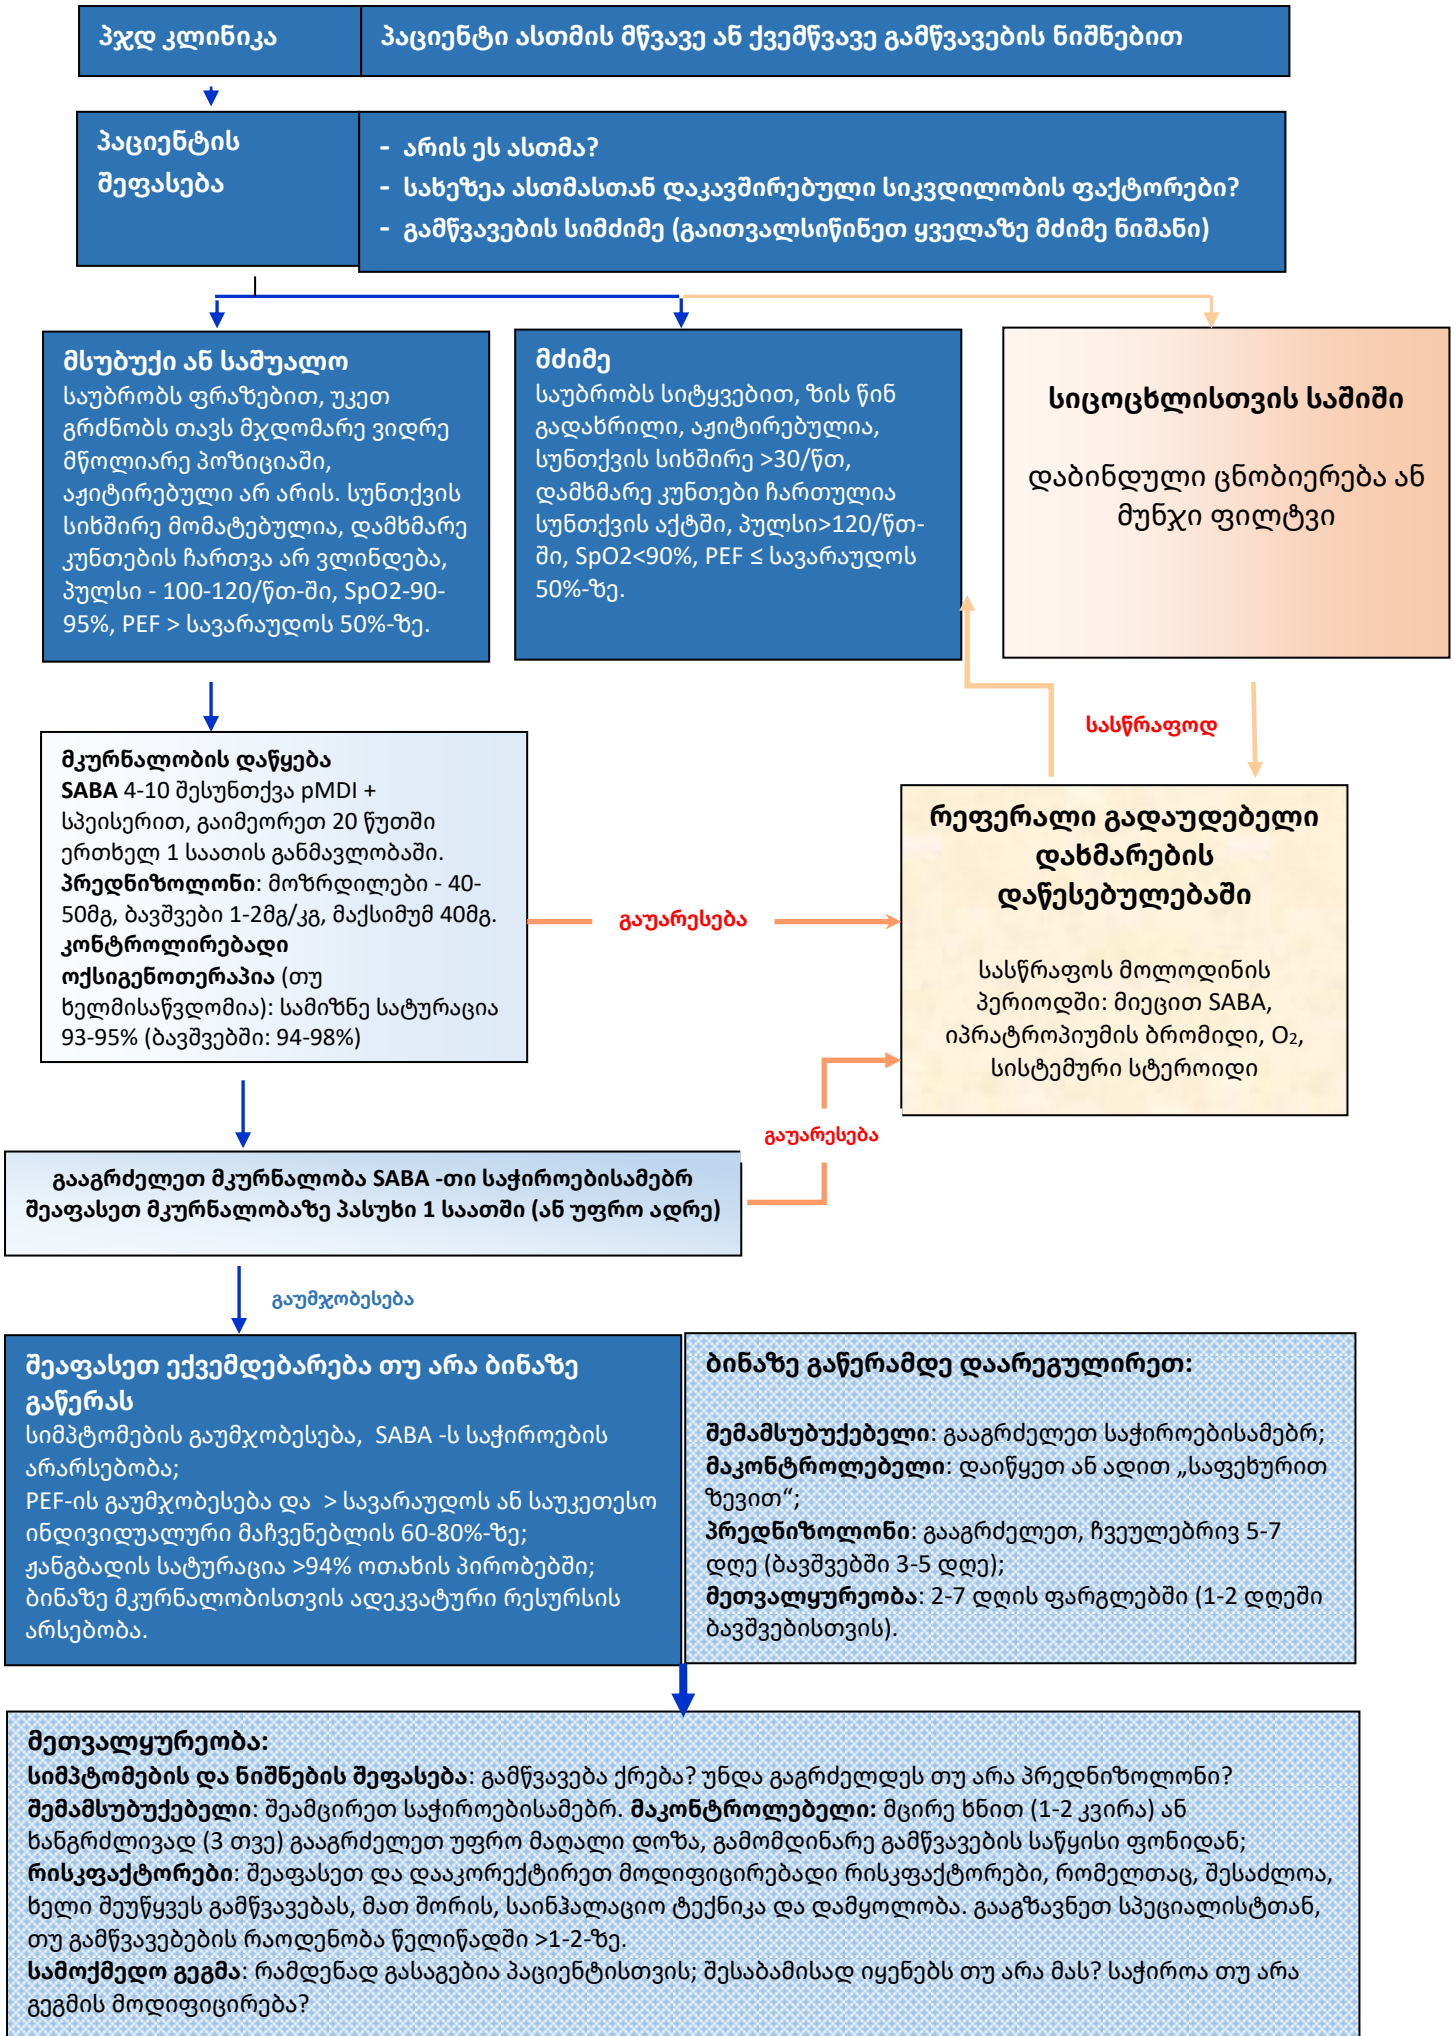 პჯდ კლინიკა
პაციენტი ასთმის მწვავე ან ქვემწვავე გამწვავების ნიშნებით
პაციენტის
შეფასება
- არის ეს ასთმა?
- სახეზეა ასთმასთან დაკავშირებული სიკვდილობის ფაქტორები?
- გამწვავების სიმძიმე (გაითვალსიწინეთ ყველაზე მძიმე ნიშანი)
მსუბუქი ან საშუალო
საუბრობს ფრაზებით, უკეთ
გრძნობს თავს მჯდომარე ვიდრე
მწოლიარე პოზიციაში,
აჟიტირებული არ არის. სუნთქვის
სიხშირე მომატებულია, დამხმარე
კუნთების ჩართვა არ ვლინდება,
პულსი - 100-120/წთ-ში, SpO2-90-
95%, PEF > სავარაუდოს 50%-ზე.
მძიმე
საუბრობს სიტყვებით, ზის წინ
გადახრილი, აჟიტირებულია,
სუნთქვის სიხშირე >30/წთ,
დამხმარე კუნთები ჩართულია
სუნთქვის აქტში, პულსი>120/წთ-
ში, SpO2<90%, PEF ≤ სავარაუდოს
50%-ზე.
სიცოცხლისთვის საშიში
დაბინდული ცნობიერება ან
მუნჯი ფილტვი
სასწრაფოდ
მკურნალობის დაწყება
SABA 4-10 შესუნთქვა pMDI +
სპეისერით, გაიმეორეთ 20 წუთში
ერთხელ 1 საათის განმავლობაში.
პრედნიზოლონი: მოზრდილები - 40-
50მგ, ბავშვები 1-2მგ/კგ, მაქსიმუმ 40მგ.
კონტროლირებადი
ოქსიგენოთერაპია (თუ
ხელმისაწვდომია): სამიზნე სატურაცია
93-95% (ბავშვებში: 94-98%)
გაუარესება
რეფერალი გადაუდებელი
დახმარების
დაწესებულებაში
სასწრაფოს მოლოდინის
პერიოდში: მიეცით SABA,
იპრატროპიუმის ბრომიდი, O₂,
სისტემური სტეროიდი
გაუარესება
გააგრძელეთ მკურნალობა SABA -თი საჭიროებისამებრ
შეაფასეთ მკურნალობაზე პასუხი 1 საათში (ან უფრო ადრე)
გაუმჯობესება
შეაფასეთ ექვემდებარება თუ არა ბინაზე
გაწერას
სიმპტომების გაუმჯობესება, SABA -ს საჭიროების
არარსებობა;
PEF-ის გაუმჯობესება და > სავარაუდოს ან საუკეთესო
ინდივიდუალური მაჩვენებლის 60-80%-ზე;
ჟანგბადის სატურაცია >94% ოთახის პირობებში;
ბინაზე მკურნალობისთვის ადეკვატური რესურსის
არსებობა.
ბინაზე გაწერამდე დაარეგულირეთ:
შემამსუბუქებელი: გააგრძელეთ საჭიროებისამებრ;
მაკონტროლებელი: დაიწყეთ ან ადით „საფეხურით
ზევით“;
პრედნიზოლონი: გააგრძელეთ, ჩვეულებრივ 5-7
დღე (ბავშვებში 3-5 დღე);
მეთვალყურეობა: 2-7 დღის ფარგლებში (1-2 დღეში
ბავშვებისთვის).
მეთვალყურეობა:
სიმპტომების და ნიშნების შეფასება: გამწვავება ქრება? უნდა გაგრძელდეს თუ არა პრედნიზოლონი?
შემამსუბუქებელი: შეამცირეთ საჭიროებისამებრ. მაკონტროლებელი: მცირე ხნით (1-2 კვირა) ან
ხანგრძლივად (3 თვე) გააგრძელეთ უფრო მაღალი დოზა, გამომდინარე გამწვავების საწყისი ფონიდან;
რისკფაქტორები: შეაფასეთ და დააკორექტირეთ მოდიფიცირებადი რისკფაქტორები, რომელთაც, შესაძლოა,
ხელი შეუწყვეს გამწვავებას, მათ შორის, საინჰალაციო ტექნიკა და დამყოლობა. გააგზავნეთ სპეციალისტთან,
თუ გამწვავებების რაოდენობა წელიწადში >1-2-ზე.
სამოქმედო გეგმა: რამდენად გასაგებია პაციენტისთვის; შესაბამისად იყენებს თუ არა მას? საჭიროა თუ არა
გეგმის მოდიფიცირება?